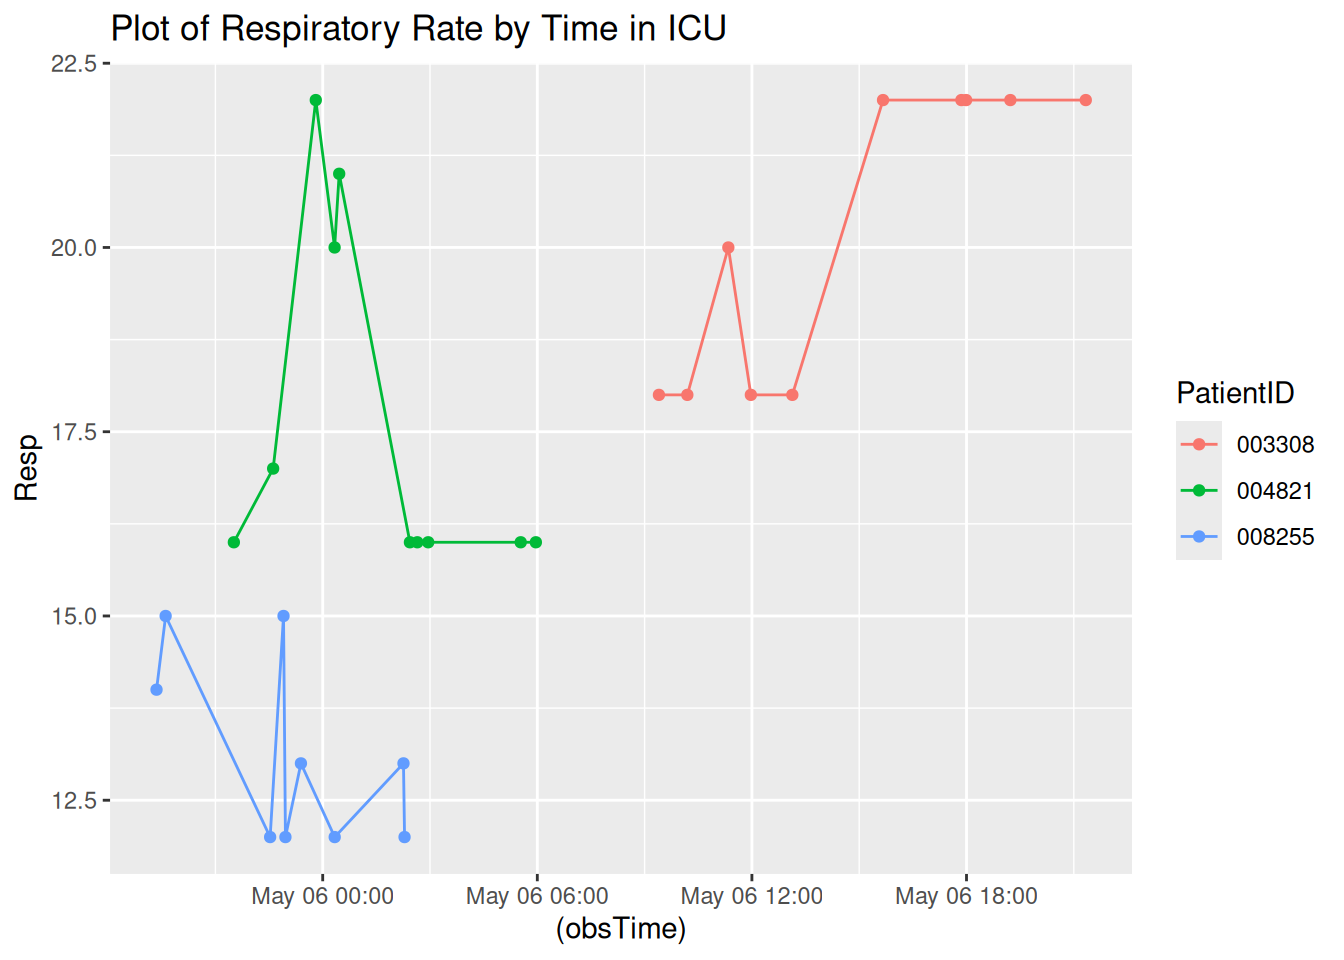 Plot of Respiratory Rate by Time in ICU
22.5
20.0
17.5
15.0
12.5
Resp
May 06 00:00
May 06 06:00
May 06 12:00
May 06 18:00
(obsTime)
PatientID
003308
004821
008255